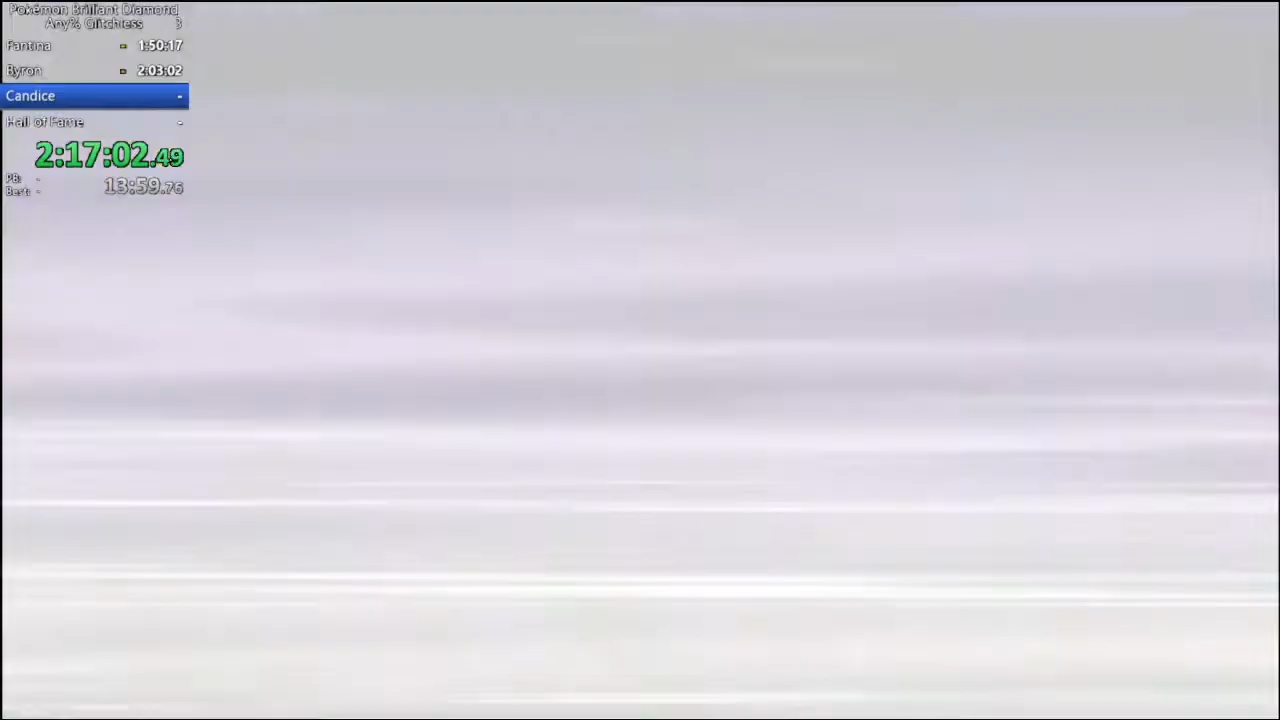 Pokémon Brilliant Diamond
Any% Glitchless 3
Fantina - 1:50:17
Byron - 2:03:02
Candice -
Hall of Fame -
2:17:02.49
PB: -
Best: -
13:59.76